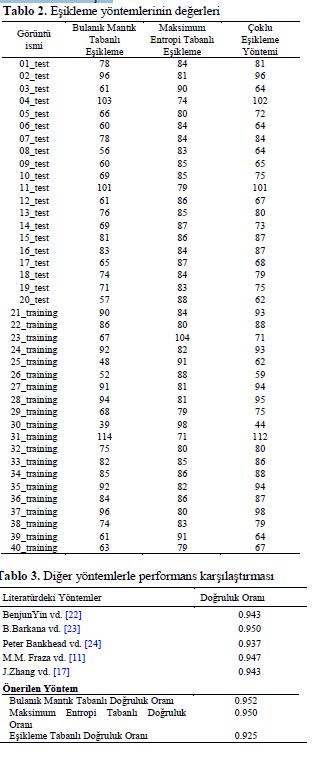 Tablo 2. Eşikleme yöntemlerinin değerleri
Görüntü ismi Bulanık Mantık Tabanlı Eşikleme Maksimum Entropi Tabanlı Eşikleme Çoklu Eşikleme Yöntemi
01_test 78 84 81
02_test 96 81 96
03_test 61 90 64
04_test 103 74 102
05_test 66 80 72
06_test 60 84 64
07_test 78 84 84
08_test 56 83 64
09_test 60 85 65
10_test 69 85 75
11_test 101 79 101
12_test 61 86 67
13_test 76 85 80
14_test 69 87 73
15_test 81 86 87
16_test 83 84 87
17_test 65 87 68
18_test 74 84 79
19_test 71 83 75
20_test 57 88 62
21_training 90 84 93
22_training 86 80 88
23_training 67 104 71
24_training 92 82 93
25_training 48 91 62
26_training 52 88 59
27_training 91 81 94
28_training 94 81 95
29_training 68 79 75
30_training 39 98 44
31_training 114 71 112
32_training 75 80 80
33_training 82 85 86
34_training 85 86 88
35_training 92 82 94
36_training 84 86 87
37_training 96 80 98
38_training 74 83 79
39_training 61 91 64
40_training 63 79 67
Tablo 3. Diğer yöntemlerle performans karşılaştırması
Literatürdeki Yöntemler Doğruluk Oranı
BenjunYin vd. [22] 0.943
B.Barkana vd. [23] 0.950
Peter Bankhead vd. [24] 0.937
M.M. Fraza vd. [11] 0.947
J.Zhang vd. [17] 0.943
Önerilen Yöntem
Bulanık Mantık Tabanlı Doğruluk Oranı 0.952
Maksimum Entropi Tabanlı Doğruluk 0.950
Oranı
Eşikleme Tabanlı Doğruluk Oranı 0.925